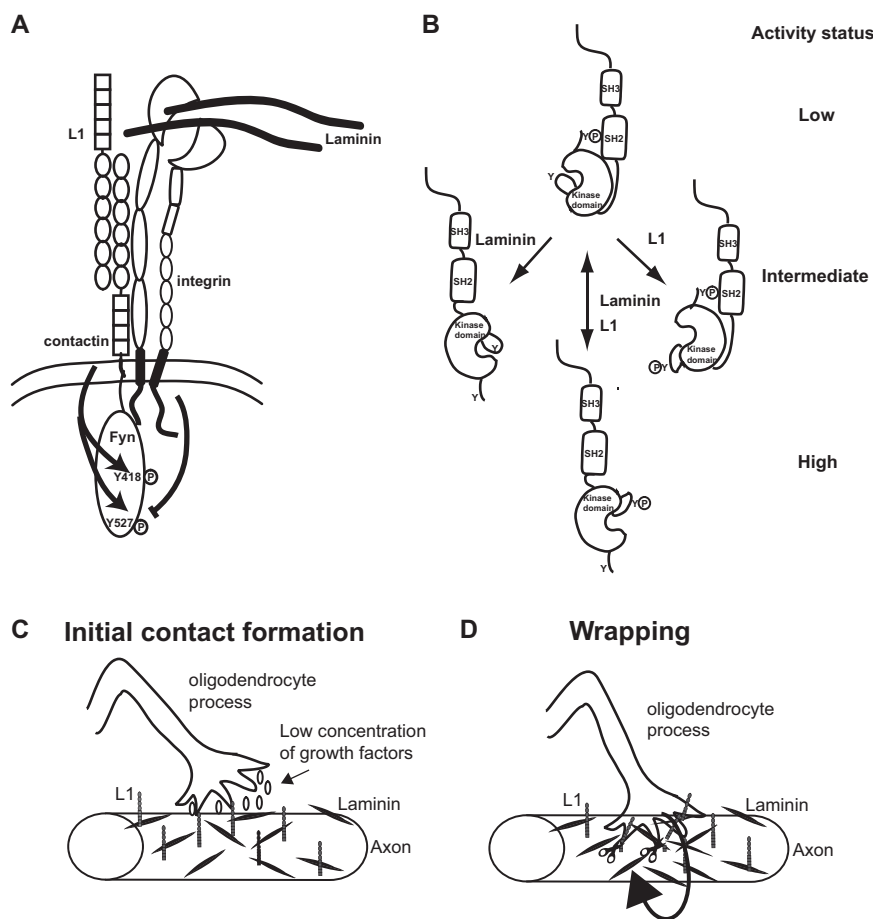 A
L1
Laminin
integrin
contactin
Fyn
Y418
P
Y527
P
B
Activity status
SH3
Low
SH2
Y P
Y
Kinase
domain
Laminin
L1
SH3
SH2
Kinase
domain
Y
Y
Laminin
L1
SH3
Intermediate
SH2
Y P
Kinase
domain
P Y
SH3
SH2
High
Kinase
domain
Y P
Y
C Initial contact formation
oligodendrocyte
process
Low concentration
of growth factors
L1
Laminin
Axon
D Wrapping
oligodendrocyte
process
L1
Laminin
Axon